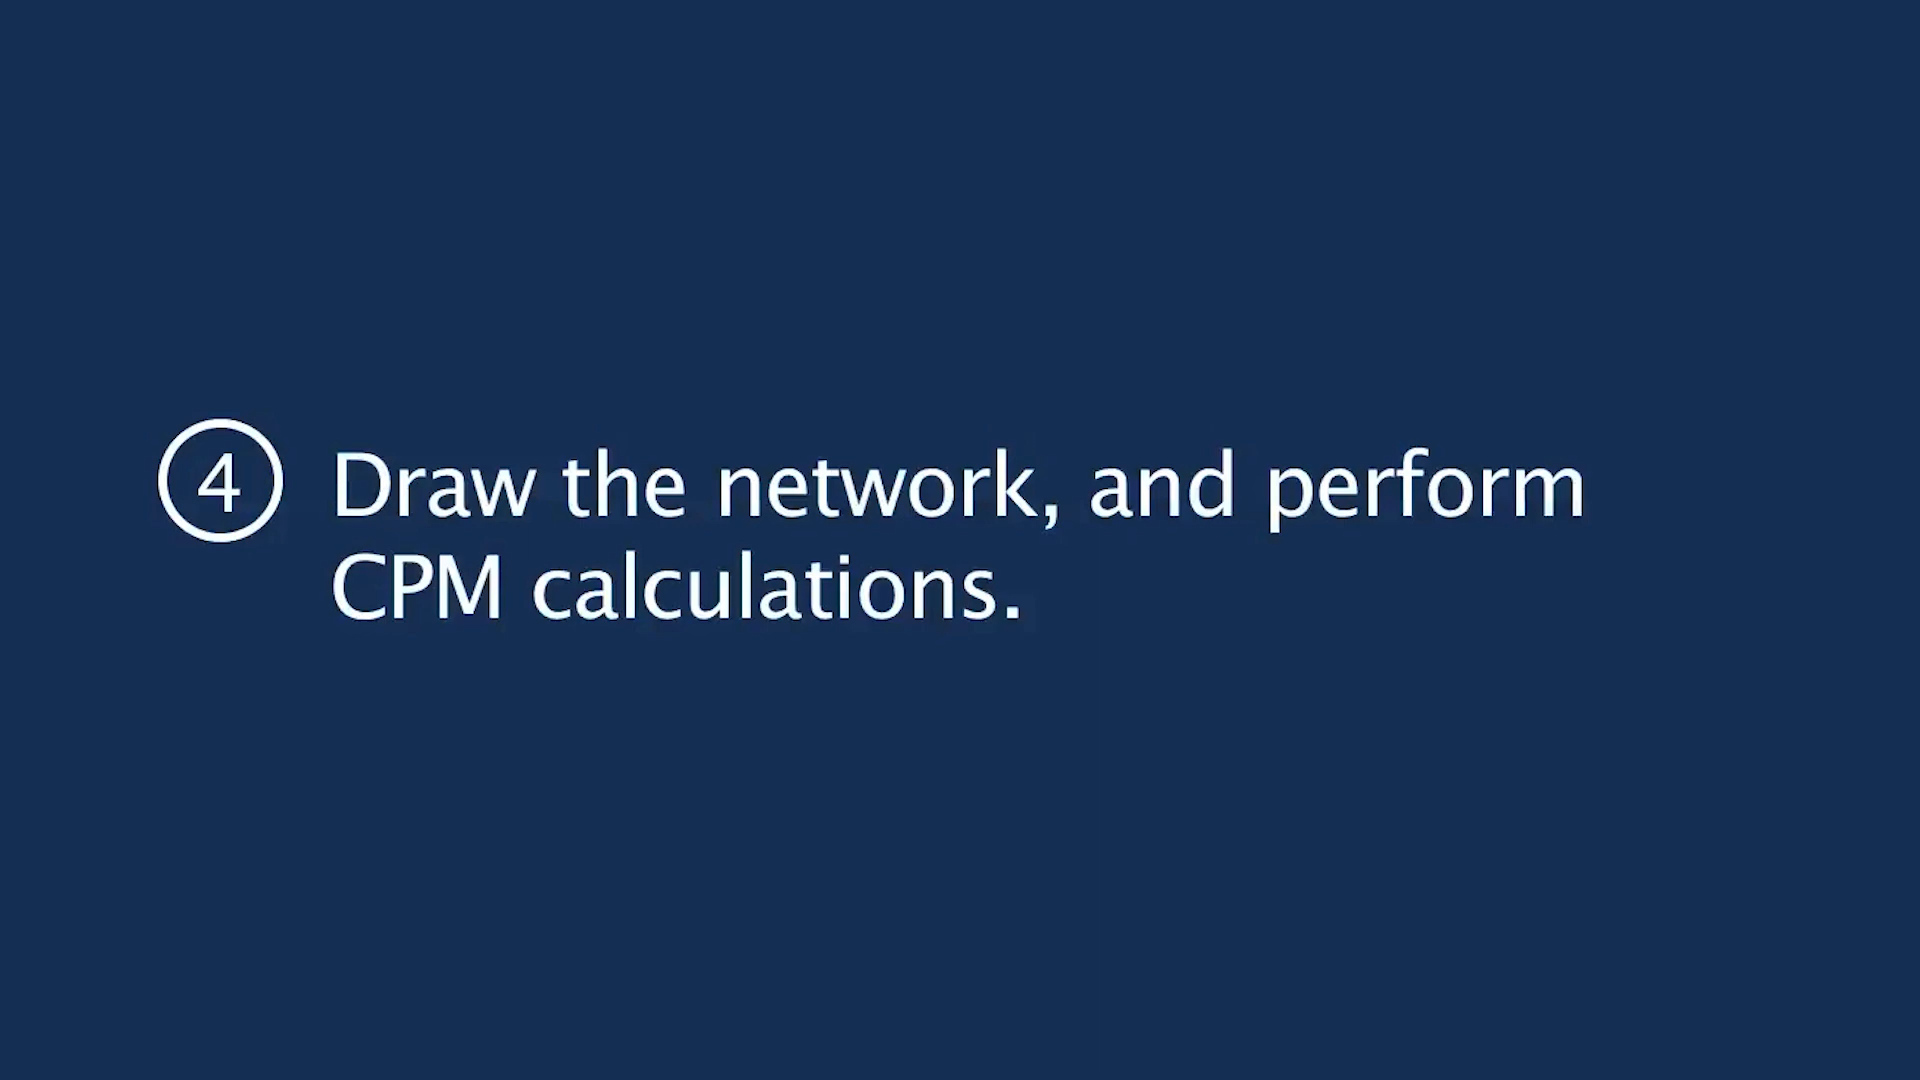 4 Draw the network, and perform
CPM calculations.